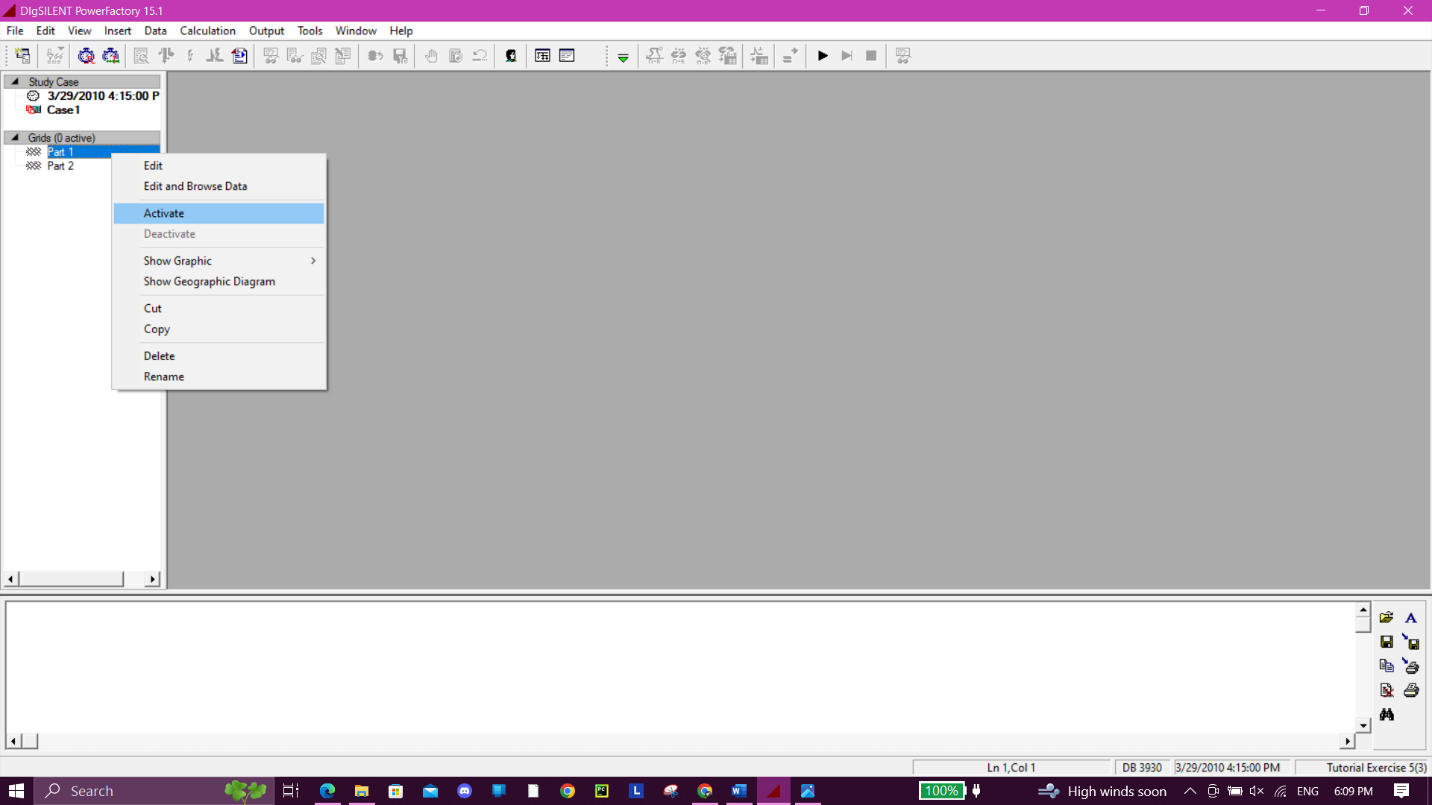 DIgSILENT PowerFactory 15.1
File Edit View Insert Data Calculation Output Tools Window Help
Study Case
3/29/2010 4:15:00 P
Case1
Grids (0 active)
Part 1
Part 2
Edit
Edit and Browse Data
Activate
Deactivate
Show Graphic
Show Geographic Diagram
Cut
Copy
Delete
Rename
A
Ln 1,Col 1 DB 3930 3/29/2010 4:15:00 PM Tutorial Exercise 5(3)
Search PC L W 100% High winds soon ENG 6:09 PM